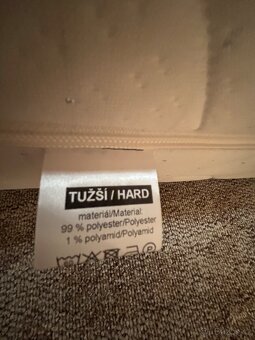 TUŽŠÍ / HARD
materiál/Material:
99 % polyester/Polyester
1 % polyamid/Polyamid